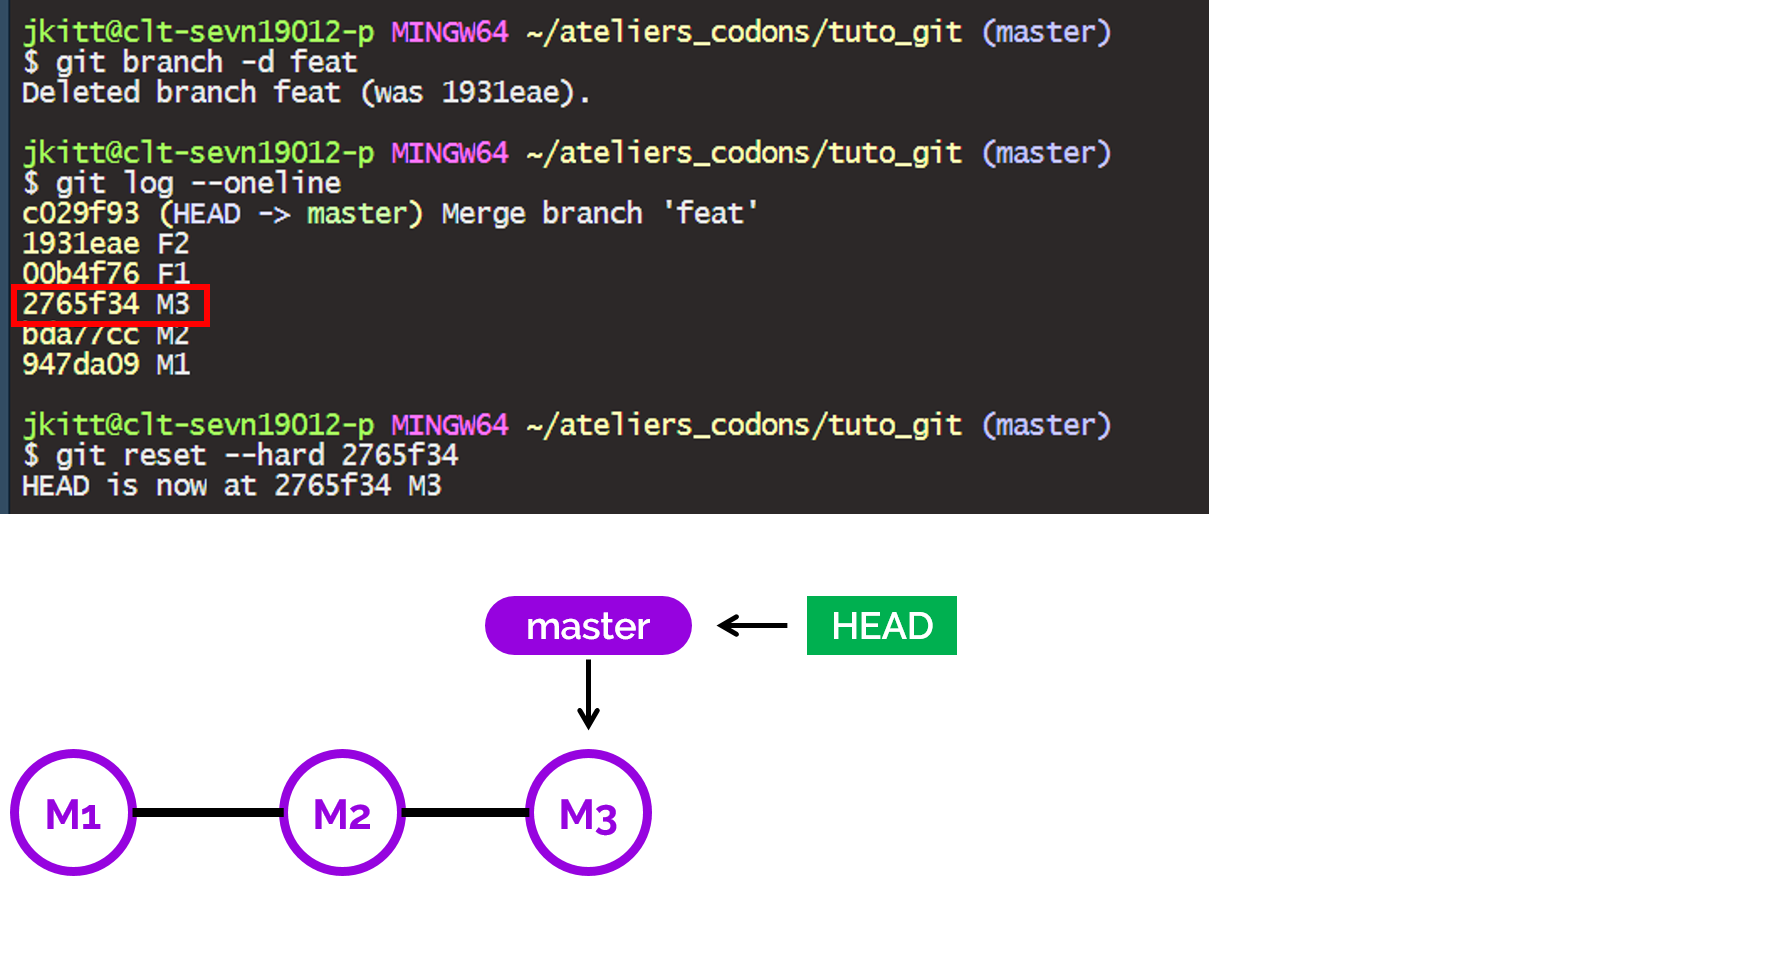 jkitt@clt-sevn19012-p MINGW64 ~/ateliers_codons/tuto_git (master)
$ git branch -d feat
Deleted branch feat (was 1931eae).
jkitt@clt-sevn19012-p MINGW64 ~/ateliers_codons/tuto_git (master)
$ git log --oneline
c029f93 (HEAD -> master) Merge branch 'feat'
1931eae F2
00b4f76 F1
2765f34 M3
bda77cc M2
947da09 M1
jkitt@clt-sevn19012-p MINGW64 ~/ateliers_codons/tuto_git (master)
$ git reset --hard 2765f34
HEAD is now at 2765f34 M3
master HEAD
M1 M2 M3